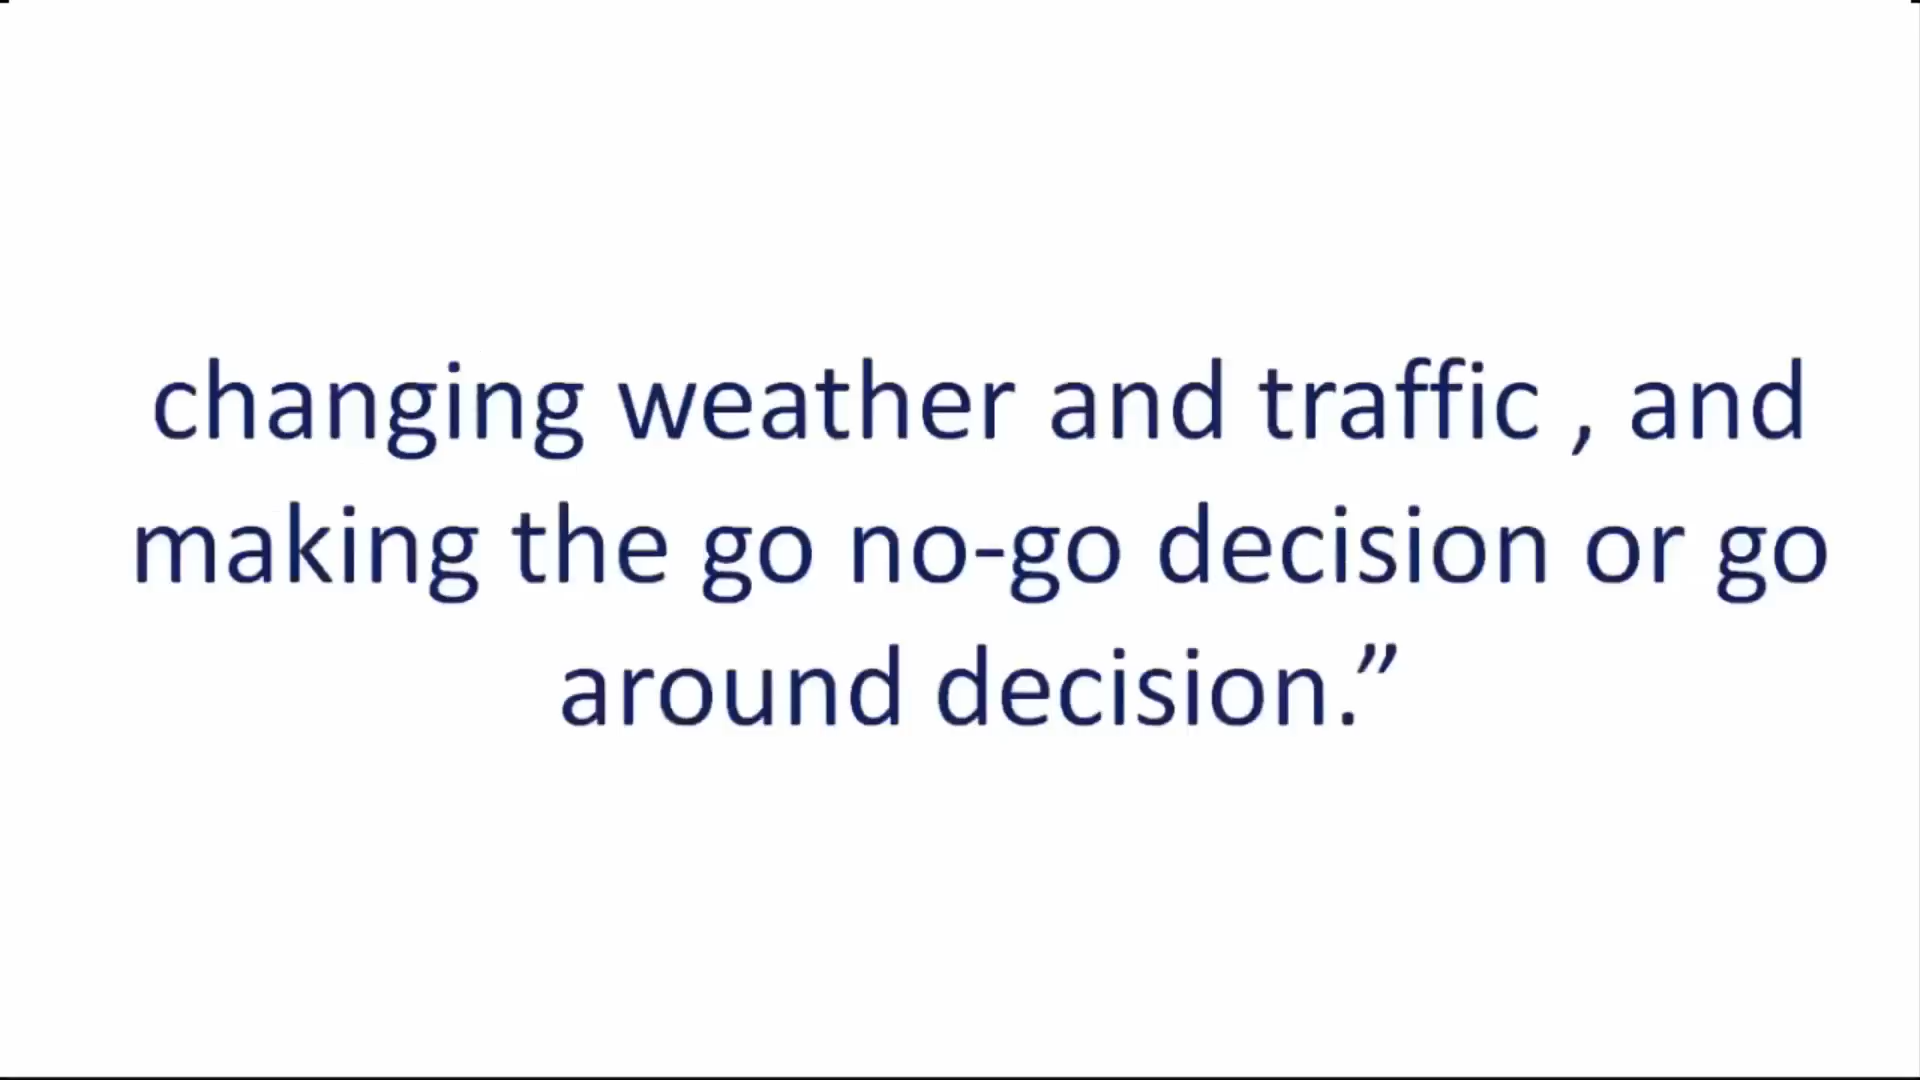 changing weather and traffic , and
making the go no-go decision or go
around decision.”